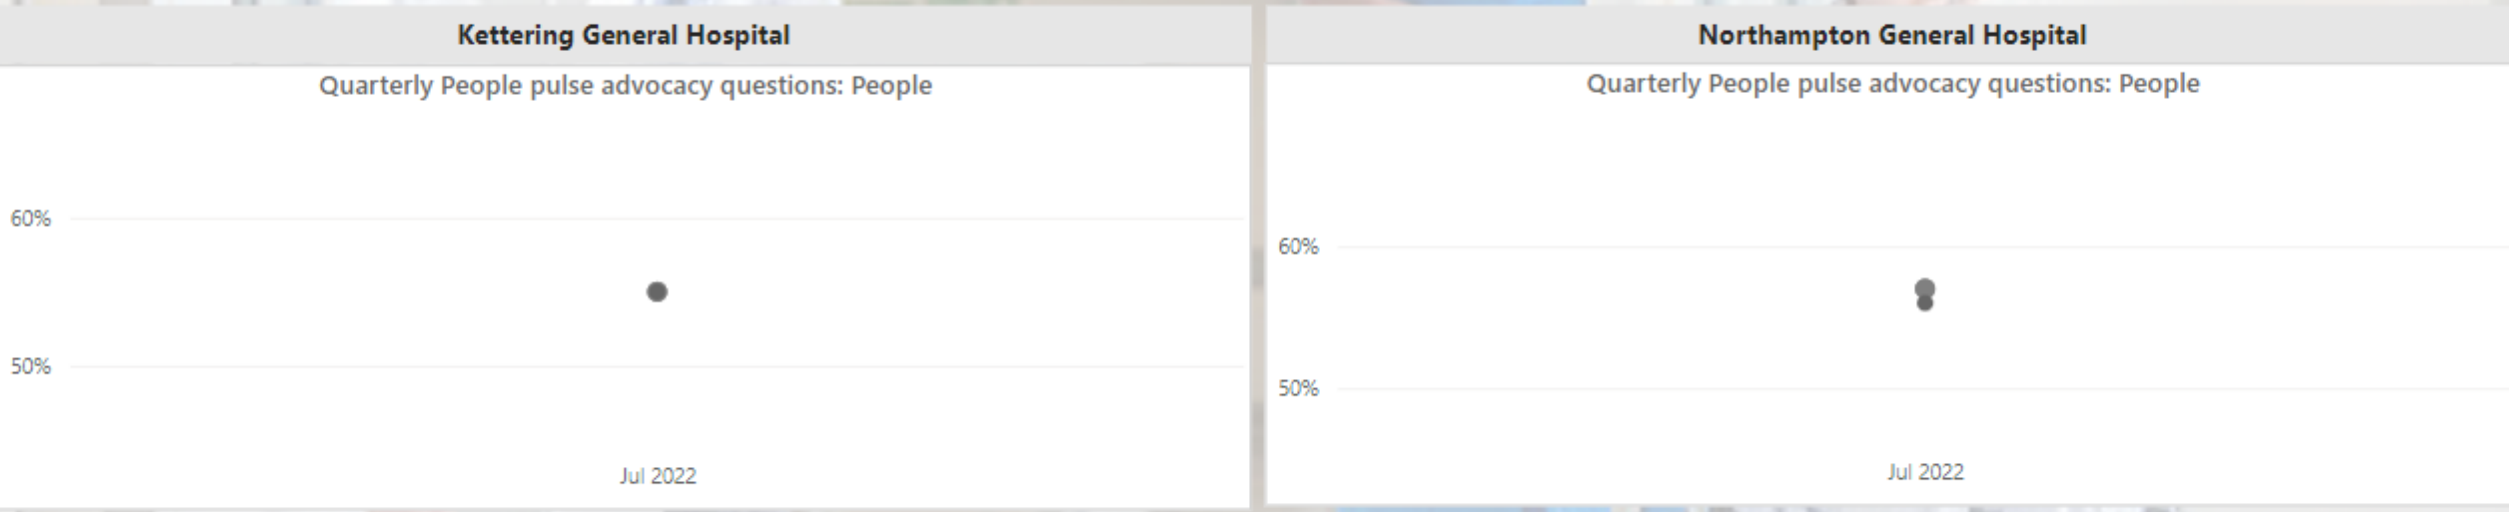 Kettering General Hospital
Quarterly People pulse advocacy questions: People
60%
50%
Jul 2022
Northampton General Hospital
Quarterly People pulse advocacy questions: People
60%
50%
Jul 2022